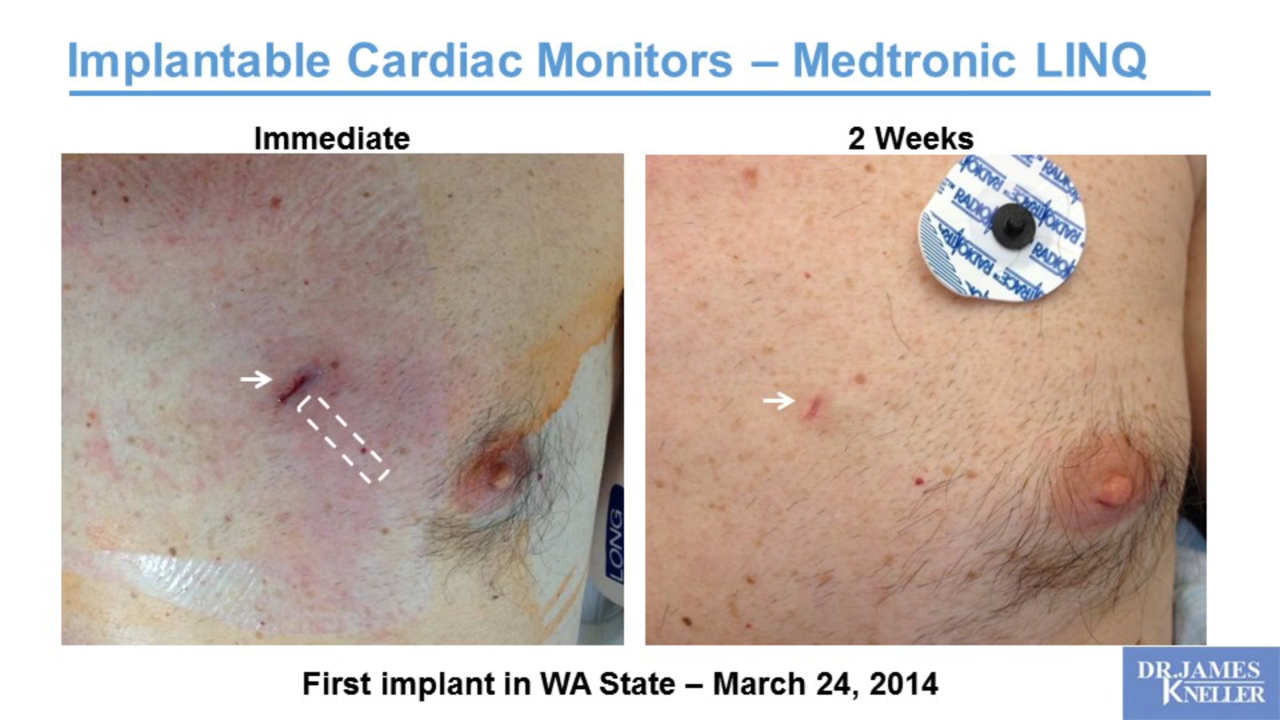 Implantable Cardiac Monitors – Medtronic LINQ
Immediate
2 Weeks
LONG
RADIOTRACE™
First implant in WA State – March 24, 2014
DR.JAMES
KNELLER